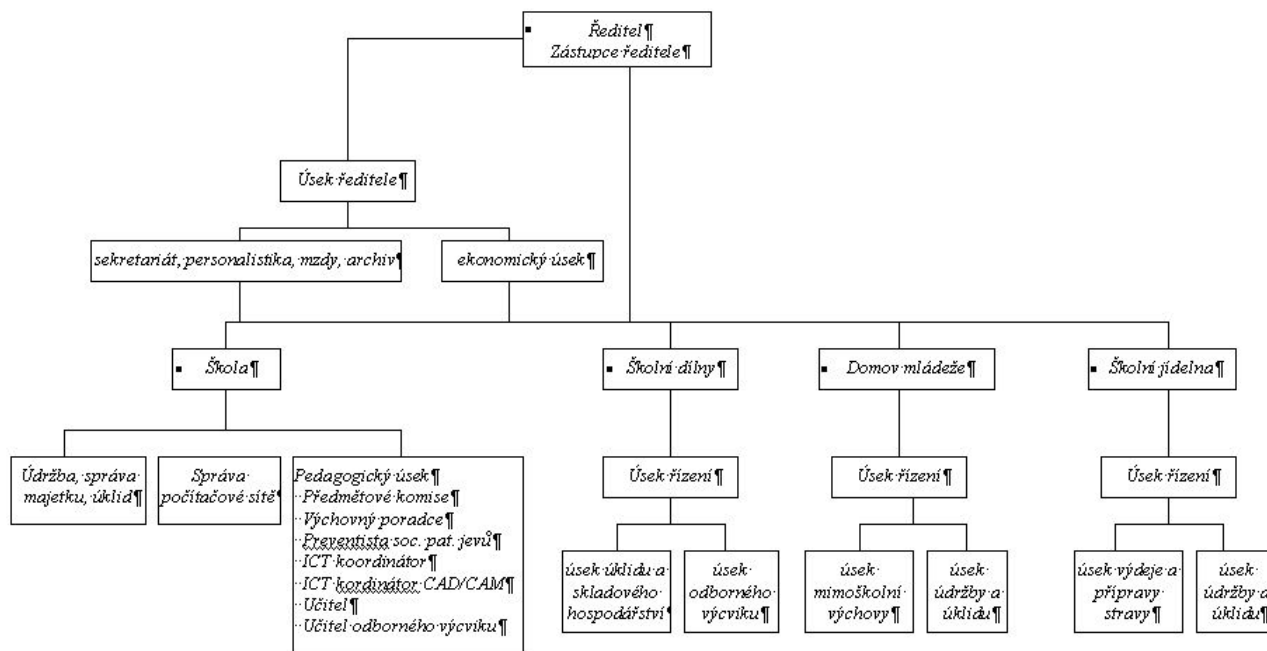 Ředitel¶
Zástupce·ředitele¶
Úsek·ředitele¶
sekretariát,·personalistika,·mzdy,·archiv¶
ekonomický·úsek¶
Škola¶
Školní·dílny¶
Domov·mládeže¶
Školní·jídelna¶
Údržba,·správa·
majetku,·úklid¶
Správa·
počítačové·sítě¶
Pedagogický·úsek¶
··Předmětové·komise¶
··Výchovný·poradce¶
··Preventista·soc.·pat.·jevů¶
··ICT·koordinátor¶
··ICT·kordinátor·CAD/CAM¶
··Učitel¶
··Učitel·odborného·výcviku¶
Úsek·řízení¶
Úsek·řízení¶
Úsek·řízení¶
úsek·úklidu·a·
skladového·
hospodářství¶
úsek·
odborného·
výcviku¶
úsek·
mimoškolní·
výchovy¶
úsek·
údržby·a·
úklidu¶
úsek·výdeje·a·
přípravy·
stravy¶
úsek·
údržby·a·
úklidu¶